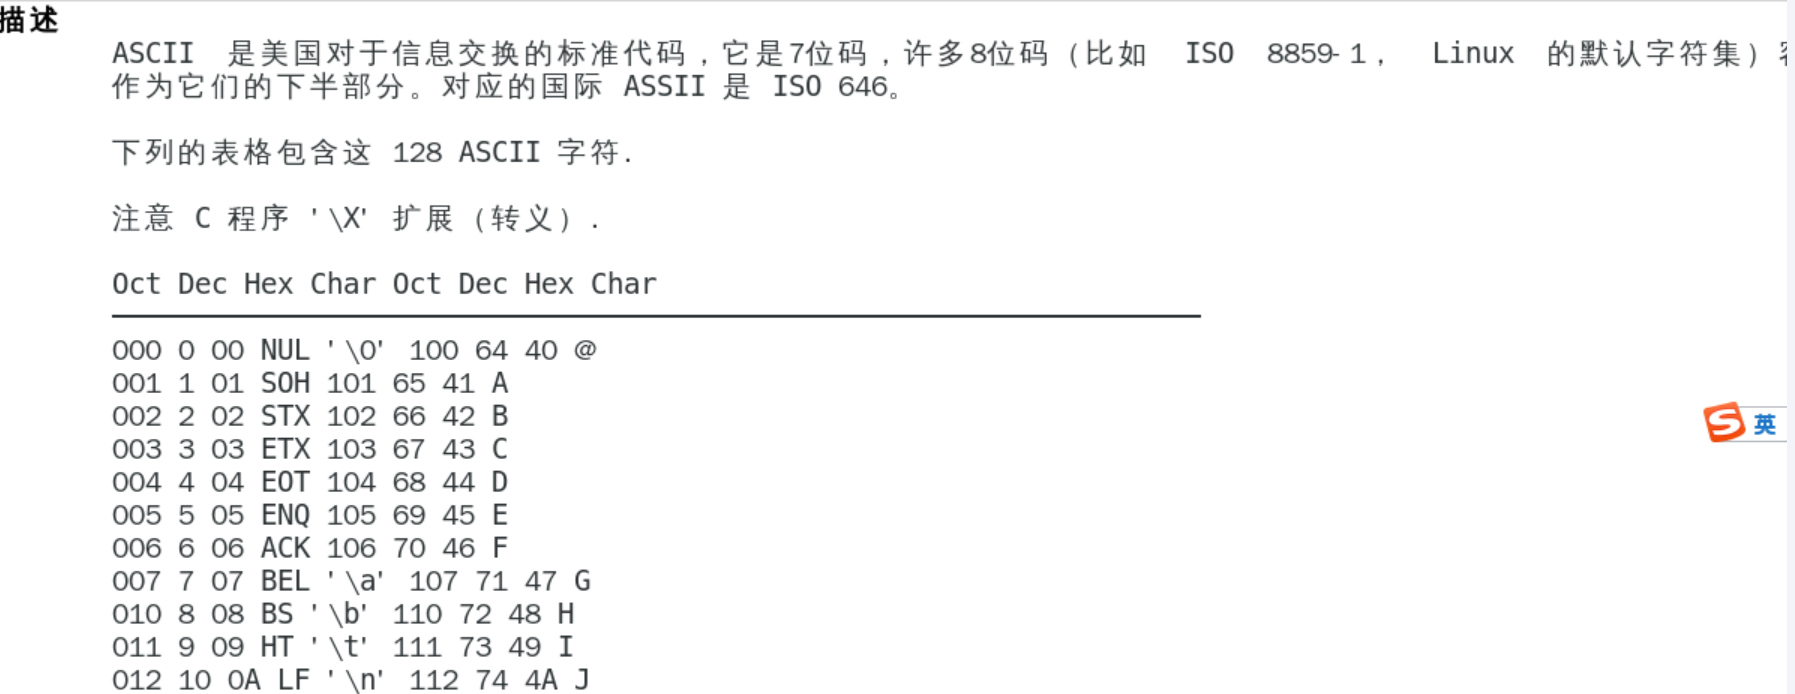 描述
ASCII 是美国对于信息交换的标准代码，它是7位码，许多8位码（比如 ISO 8859-1， Linux 的默认字符集）
作为它们的下半部分。对应的国际 ASSII 是 ISO 646。
下列的表格包含这 128 ASCII 字符.
注意 C 程序 '\X' 扩展（转义）.
Oct Dec Hex Char Oct Dec Hex Char
000 0 00 NUL '\0' 100 64 40 @
001 1 01 SOH 101 65 41 A
002 2 02 STX 102 66 42 B
003 3 03 ETX 103 67 43 C
004 4 04 EOT 104 68 44 D
英
005 5 05 ENQ 105 69 45 E
006 6 06 ACK 106 70 46 F
007 7 07 BEL '\a' 107 71 47 G
010 8 08 BS '\b' 110 72 48 H
011 9 09 HT '\t' 111 73 49 I
012 10 0A LF '\n' 112 74 4A J